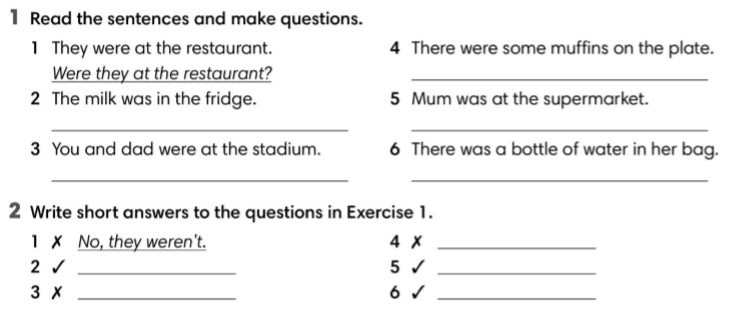 1 Read the sentences and make questions.
1 They were at the restaurant.
Were they at the restaurant?
2 The milk was in the fridge.
3 You and dad were at the stadium.
4 There were some muffins on the plate.
5 Mum was at the supermarket.
6 There was a bottle of water in her bag.
2 Write short answers to the questions in Exercise 1.
1 ✗ No, they weren't.
2 ✓
3 ✗
4 ✗
5 ✓
6 ✓